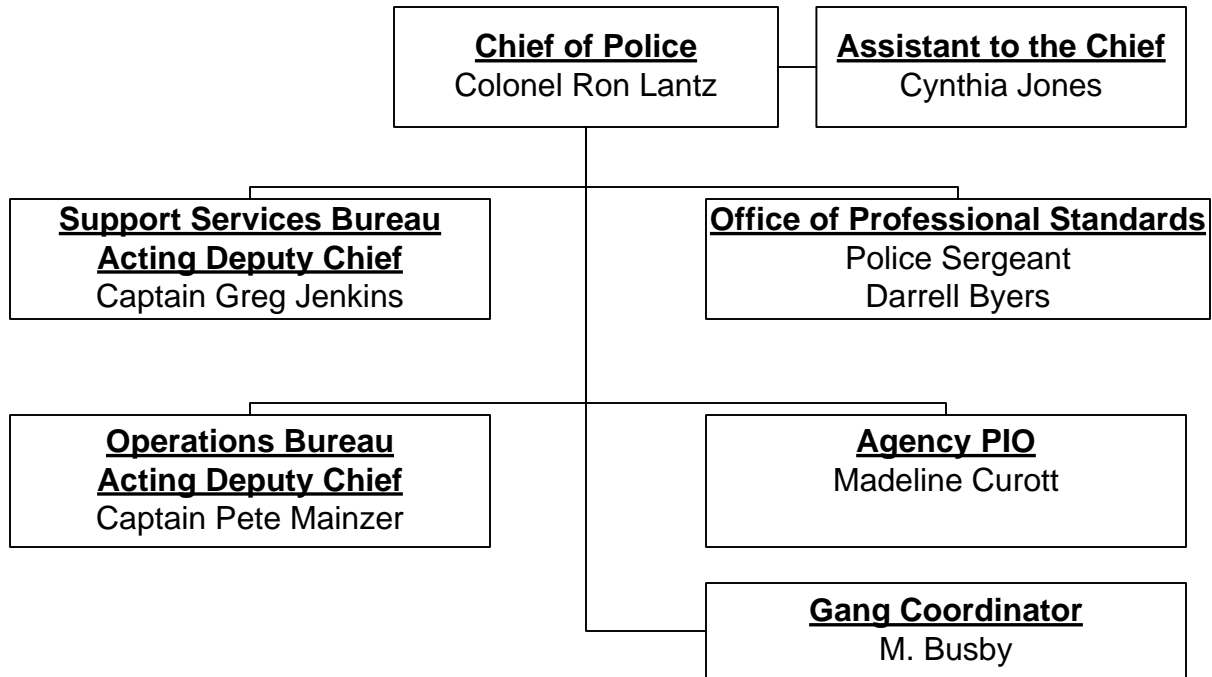 Chief of Police
Colonel Ron Lantz
Assistant to the Chief
Cynthia Jones
Support Services Bureau
Acting Deputy Chief
Captain Greg Jenkins
Office of Professional Standards
Police Sergeant
Darrell Byers
Operations Bureau
Acting Deputy Chief
Captain Pete Mainzer
Agency PIO
Madeline Curott
Gang Coordinator
M. Busby